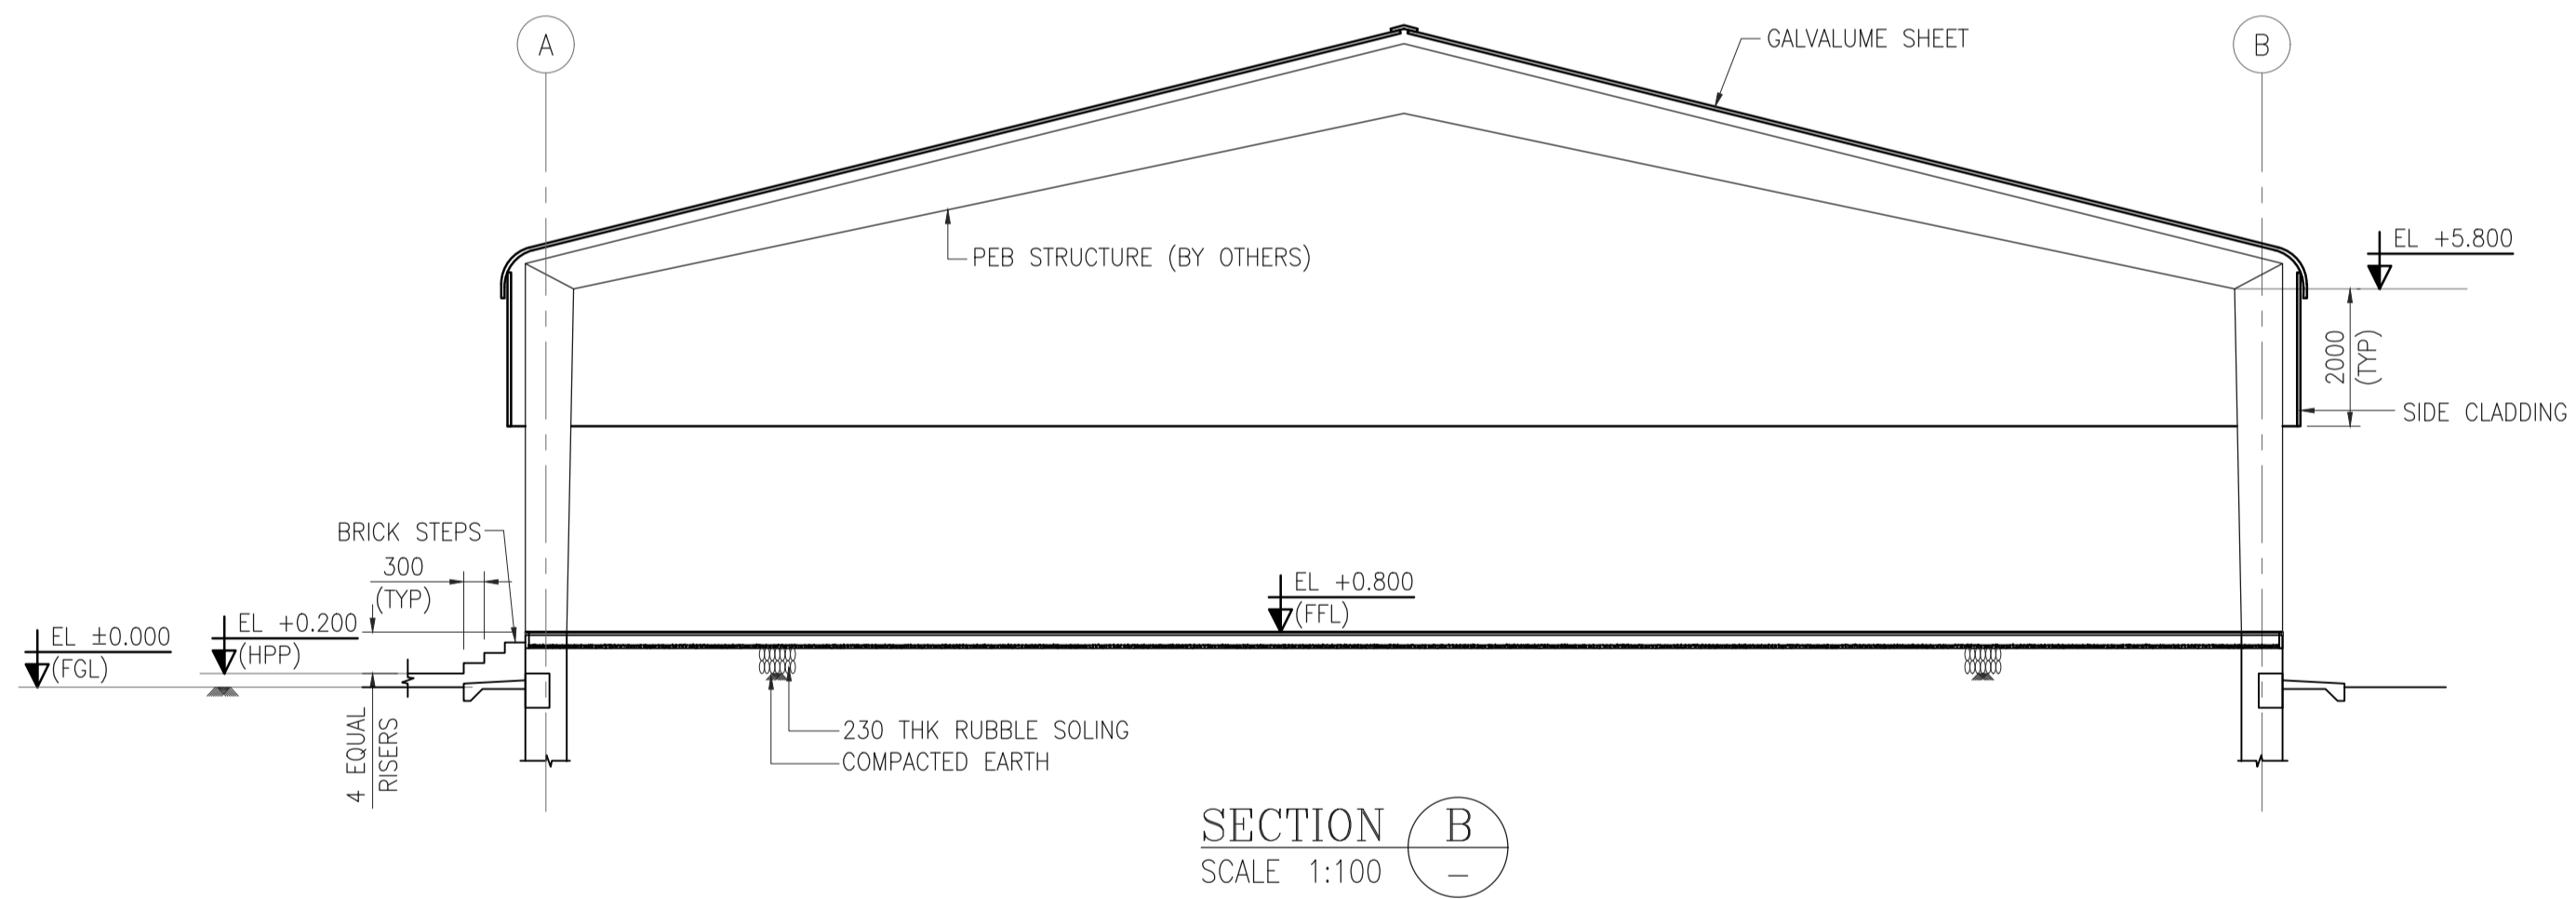 A
B
GALVALUME SHEET
PEB STRUCTURE (BY OTHERS)
EL +5.800
2000
(TYP)
SIDE CLADDING
BRICK STEPS
300
(TYP)
EL +0.800
(FFL)
EL ±0.000
(FGL)
EL +0.200
(HPP)
4 EQUAL
RISERS
230 THK RUBBLE SOLING
COMPACTED EARTH
SECTION B
SCALE 1:100 –